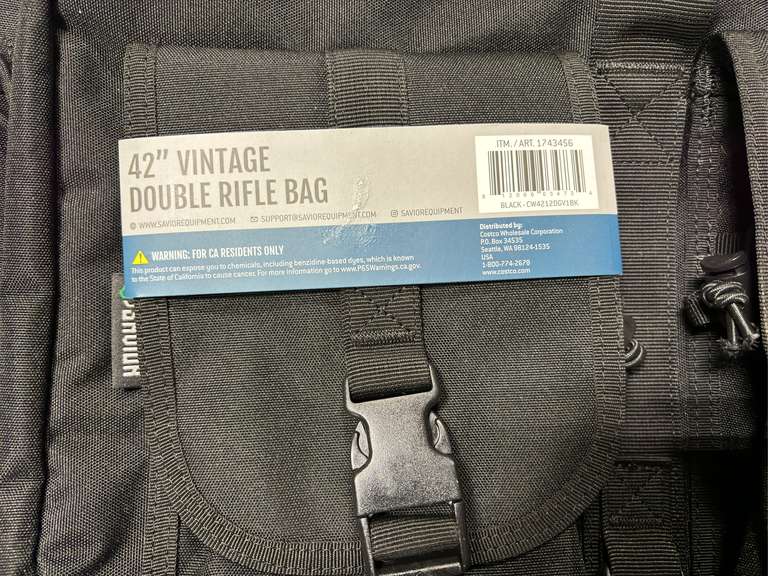 42" VINTAGE
DOUBLE RIFLE BAG
WWW.SAVIOREQUIPMENT.COM SUPPORT@SAVIOREQUIPMENT.COM SAVIOREQUIPMENT
ITM. / ART. 1743456
BLACK - CW4212DGV1BK
WARNING: FOR CA RESIDENTS ONLY
This product can expose you to chemicals, including benzidine-based dyes, which is known
to the State of California to cause cancer. For more information go to www.P65Warnings.ca.gov.
Distributed by:
Costco Wholesale Corporation
P.O. Box 34535
Seattle, WA 98124-1535
USA
1-800-774-2678
www.costco.com